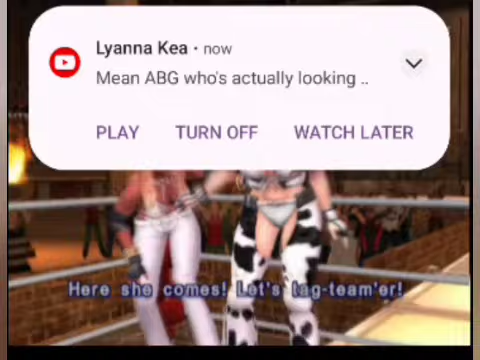 Lyanna Kea • now
Mean ABG who's actually looking ..
PLAY
TURN OFF
WATCH LATER
Here she comes! Let's tag-team'er!